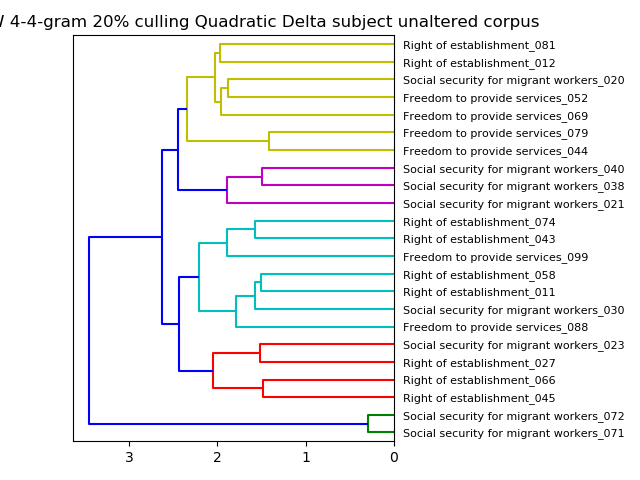 4-4-gram 20% culling Quadratic Delta subject unaltered corpus
Right of establishment_081
Right of establishment_012
Social security for migrant workers_020
Freedom to provide services_052
Freedom to provide services_069
Freedom to provide services_079
Freedom to provide services_044
Social security for migrant workers_040
Social security for migrant workers_038
Social security for migrant workers_021
Right of establishment_074
Right of establishment_043
Freedom to provide services_099
Right of establishment_058
Right of establishment_011
Social security for migrant workers_030
Freedom to provide services_088
Social security for migrant workers_023
Right of establishment_027
Right of establishment_066
Right of establishment_045
Social security for migrant workers_072
Social security for migrant workers_071
3 2 1 0